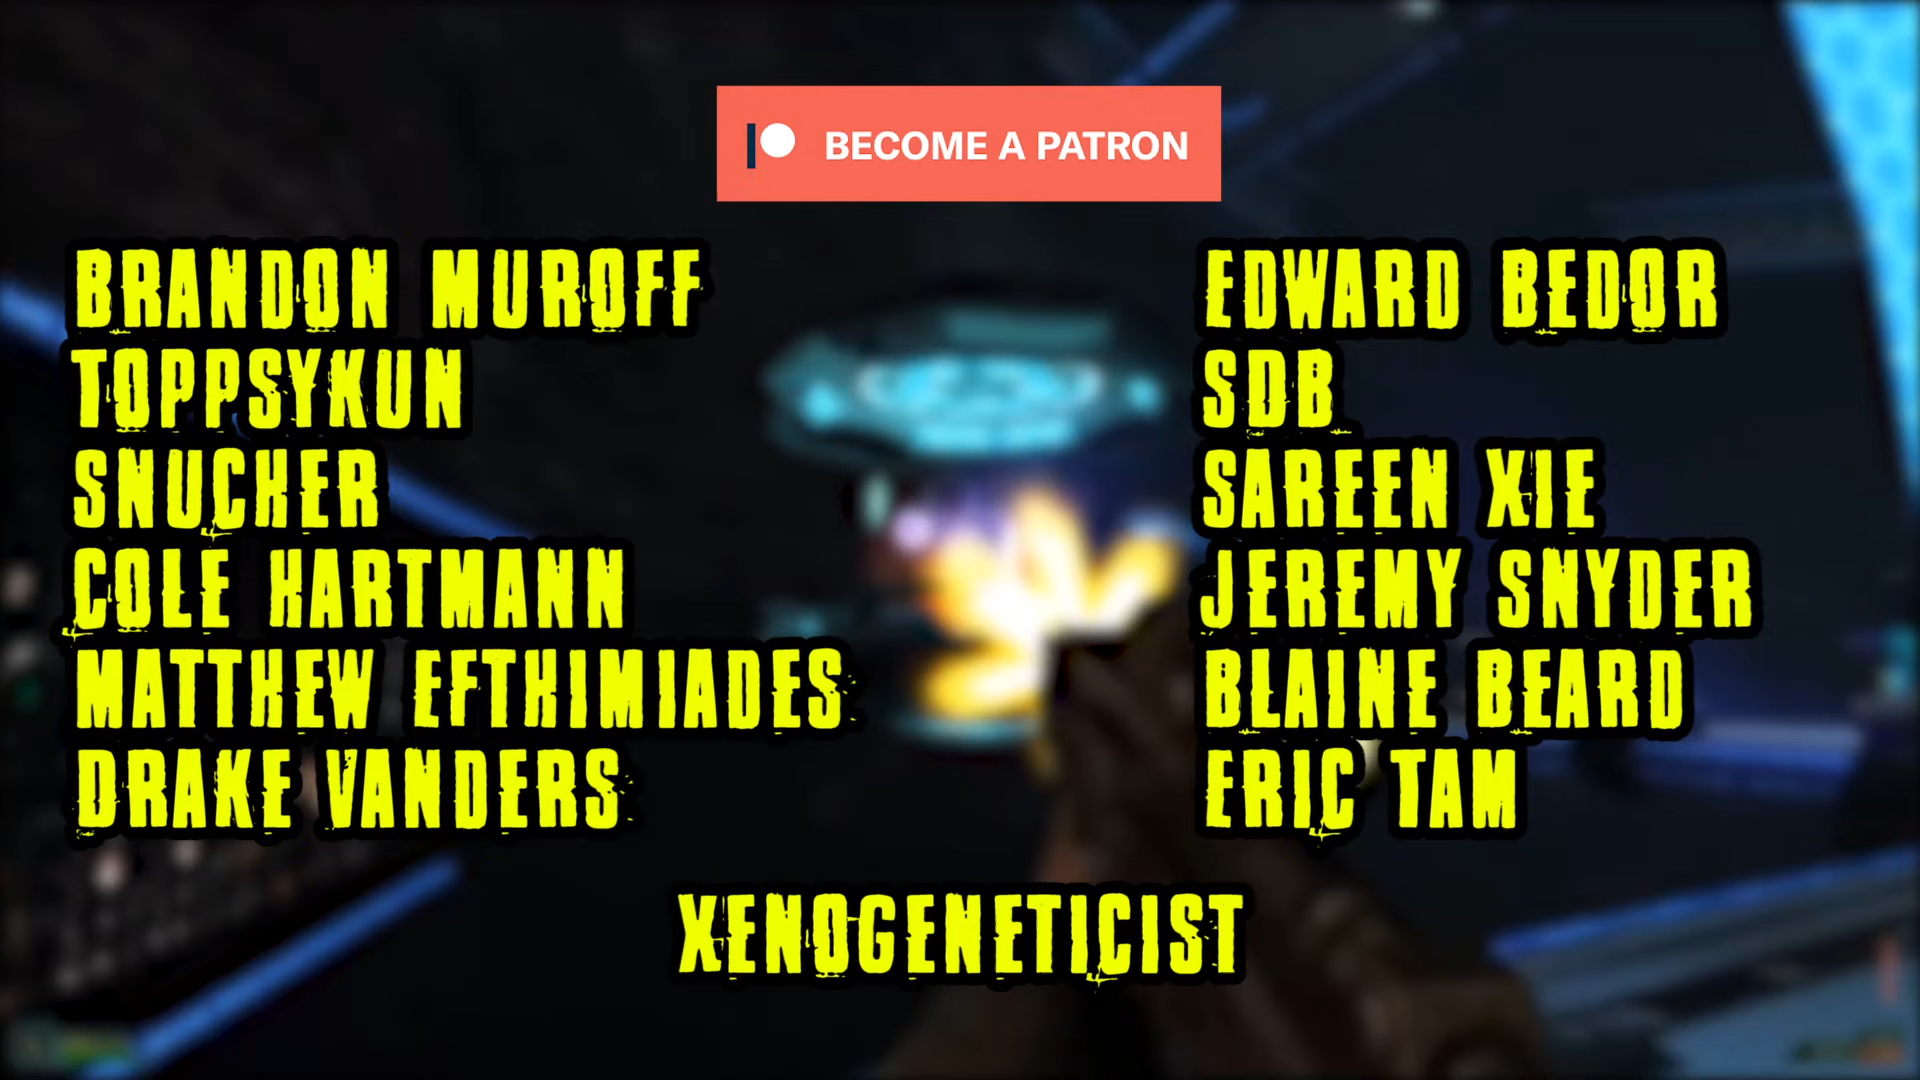 BECOME A PATRON
BRANDON MUROFF
TOPPSYKUN
SNUCHER
COLE HARTMANN
MATTHEW EFTHIMIADES
DRAKE VANDERS
EDWARD BEDOR
SDB
SAREEN XIE
JEREMY SNYDER
BLAINE BEARD
ERIC TAM
XENOGENETICIST